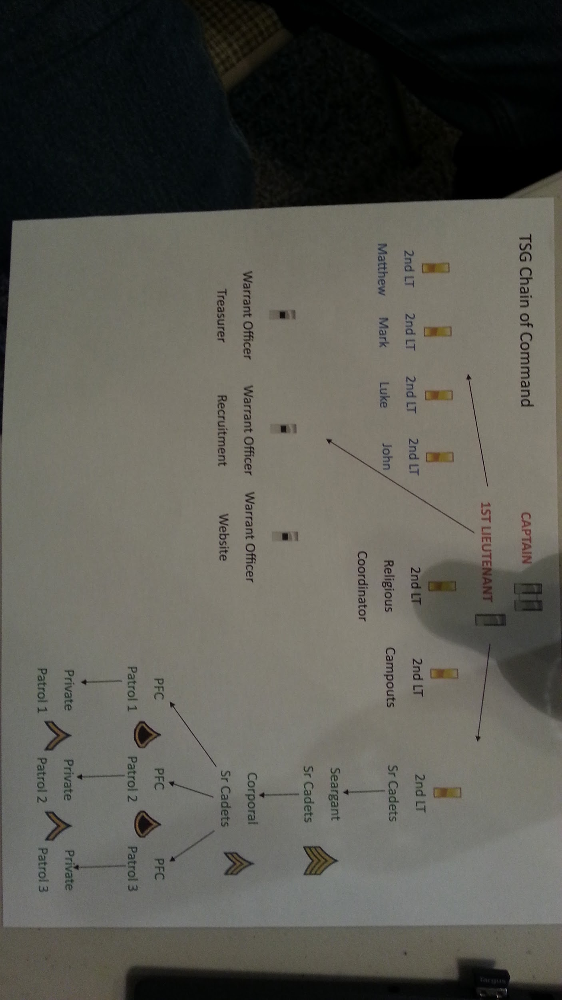 TSG Chain of Command
CAPTAIN
1ST LIEUTENANT
2nd LT 2nd LT 2nd LT 2nd LT 2nd LT 2nd LT 2nd LT
Matthew Mark Luke John Religious Campouts Sr Cadets
Coordinator
Seargant
Sr Cadets
Warrant Officer Warrant Officer Warrant Officer Corporal
Treasurer Recruitment Website Sr Cadets
PFC PFC PFC
Patrol 1 Patrol 2 Patrol 3
Private Private Private
Patrol 1 Patrol 2 Patrol 3
Targus